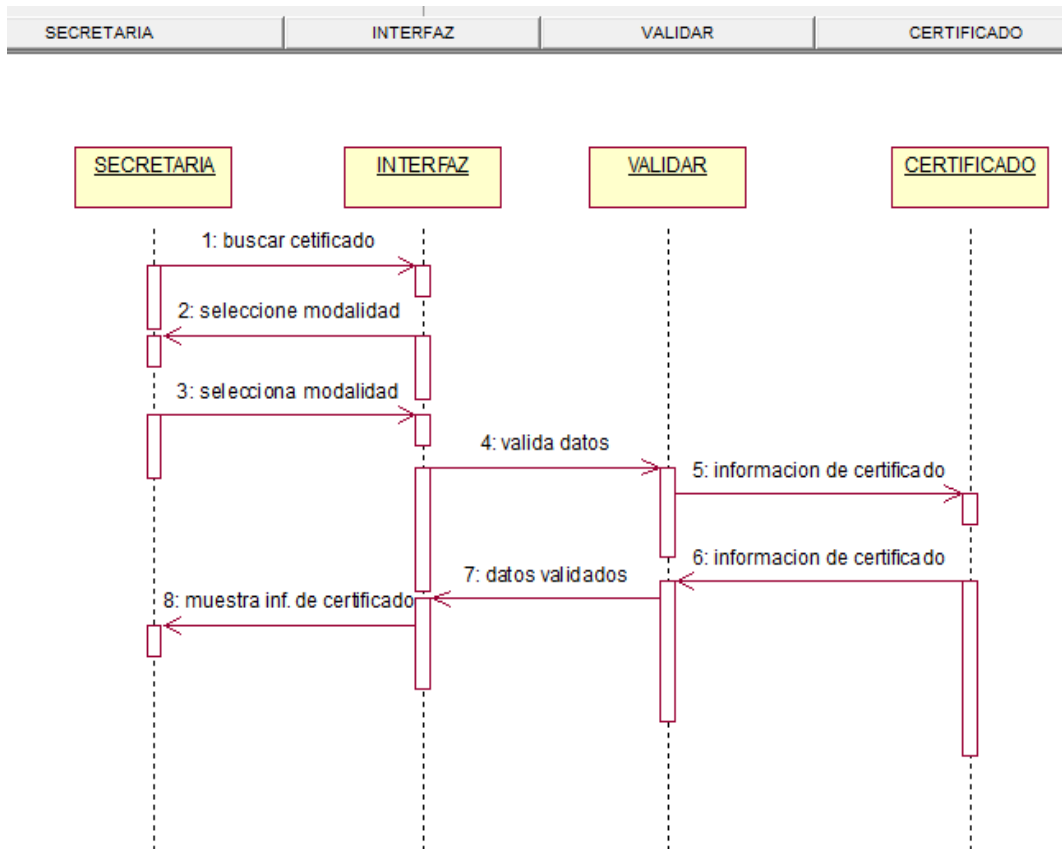 SECRETARIA
INTERFAZ
VALIDAR
CERTIFICADO
SECRETARIA
INTERFAZ
VALIDAR
CERTIFICADO
1: buscar cetificado
2: seleccione modalidad
3: selecciona modalidad
4: valida datos
5: informacion de certificado
6: informacion de certificado
7: datos validados
8: muestra inf. de certificado